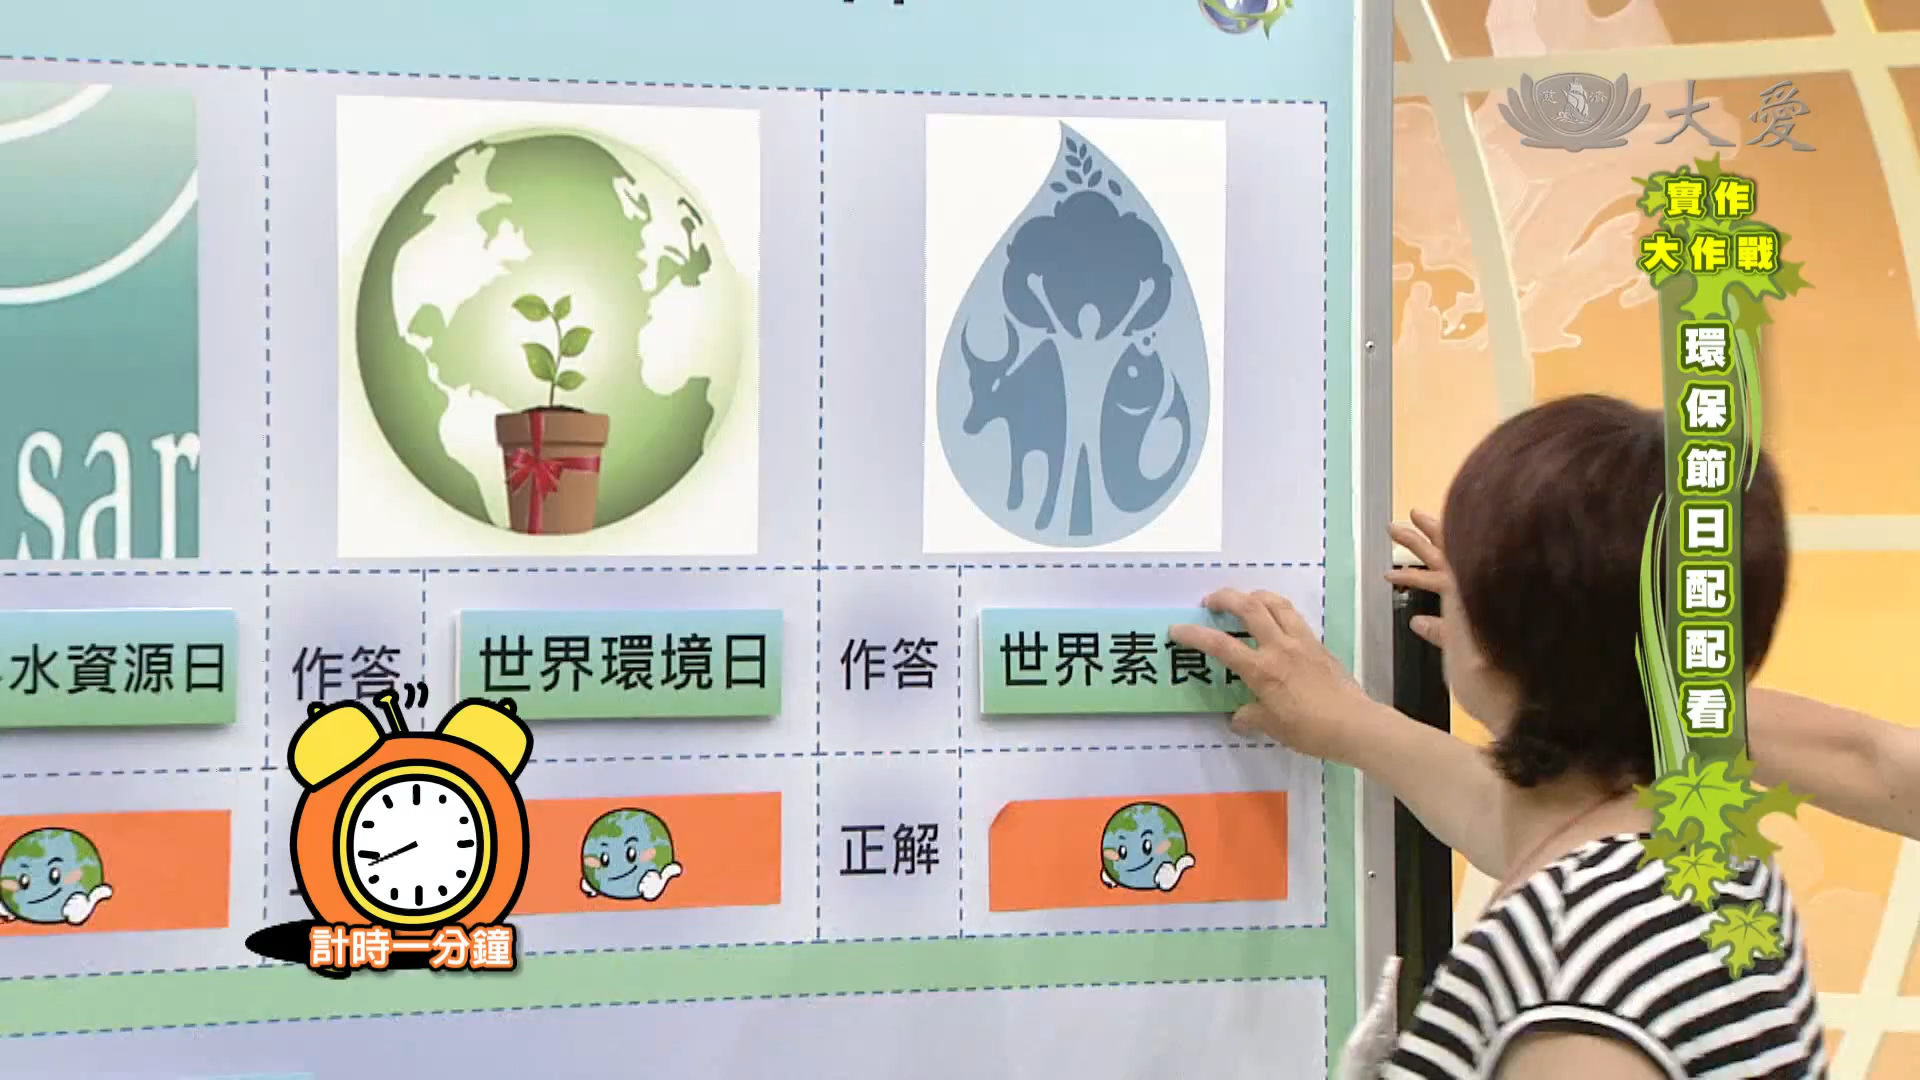 大愛
實作
大作戰
環保節日配配看
sar
水資源日
作答
世界環境日
作答
世界素食日
正解
計時一分鐘